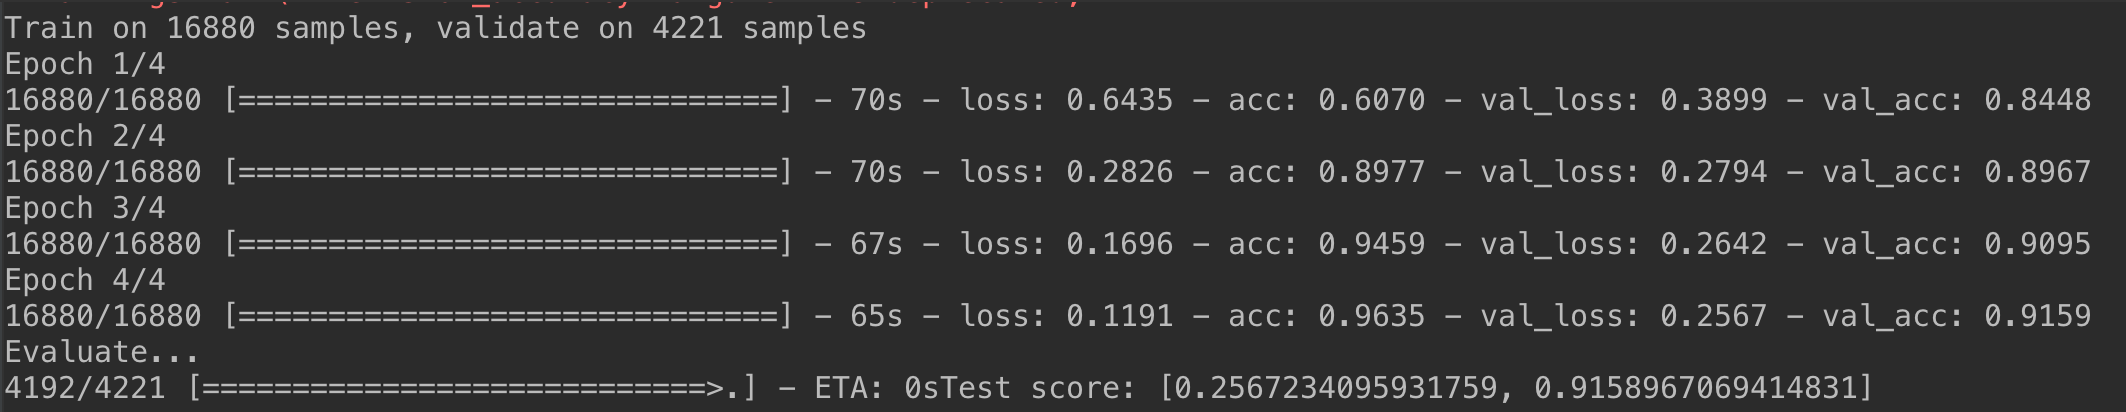 Train on 16880 samples, validate on 4221 samples
Epoch 1/4
16880/16880 [==============================] - 70s - loss: 0.6435 - acc: 0.6070 - val_loss: 0.3899 - val_acc: 0.8448
Epoch 2/4
16880/16880 [==============================] - 70s - loss: 0.2826 - acc: 0.8977 - val_loss: 0.2794 - val_acc: 0.8967
Epoch 3/4
16880/16880 [==============================] - 67s - loss: 0.1696 - acc: 0.9459 - val_loss: 0.2642 - val_acc: 0.9095
Epoch 4/4
16880/16880 [==============================] - 65s - loss: 0.1191 - acc: 0.9635 - val_loss: 0.2567 - val_acc: 0.9159
Evaluate...
4192/4221 [============================>.] - ETA: 0sTest score: [0.2567234095931759, 0.9158967069414831]